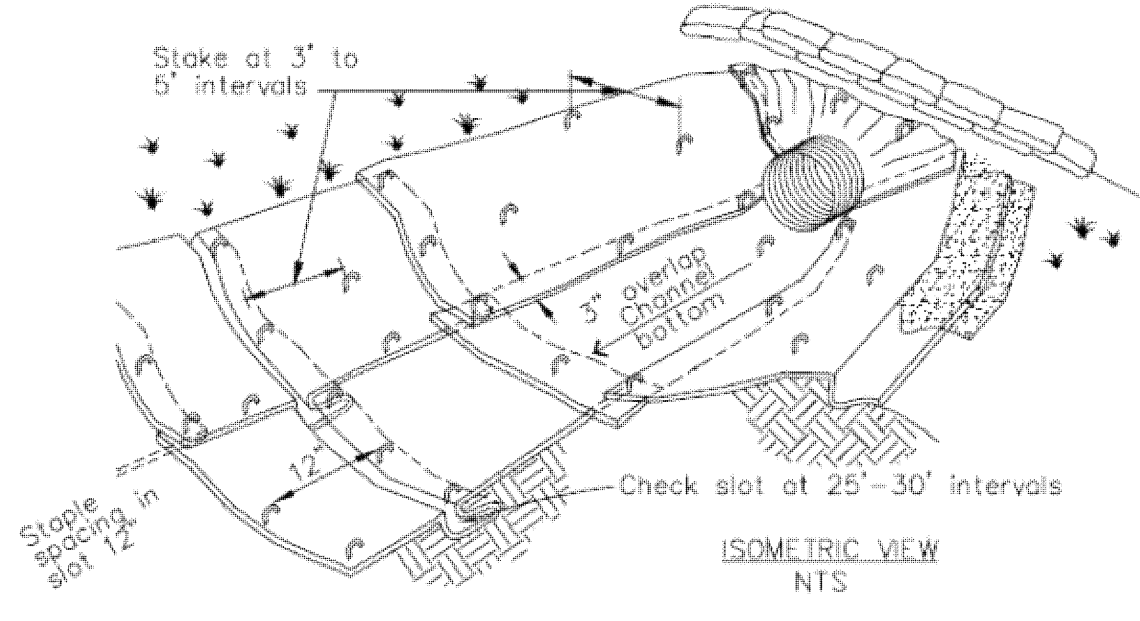 Stake at 3' to
5' intervals
3" overlap
Channel
bottom
12"
Staple
spacing in
slot 12"
Check slot at 25'-30' intervals
ISOMETRIC VIEW
NTS